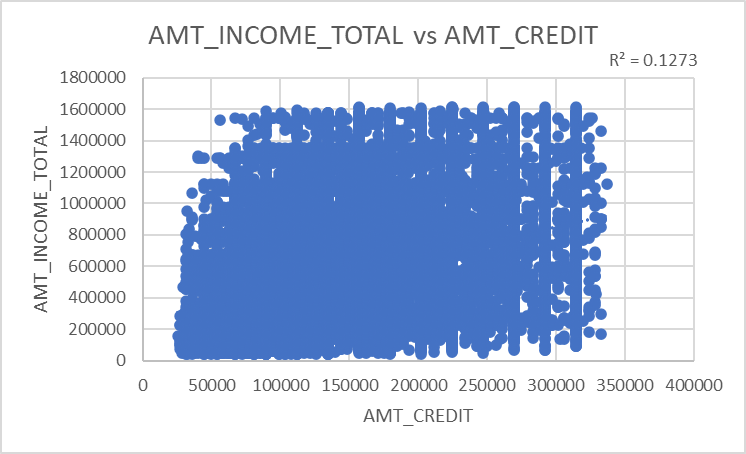 AMT_INCOME_TOTAL vs AMT_CREDIT
R² = 0.1273
AMT_INCOME_TOTAL
1800000
1600000
1400000
1200000
1000000
800000
600000
400000
200000
0
0 50000 100000 150000 200000 250000 300000 350000 400000
AMT_CREDIT